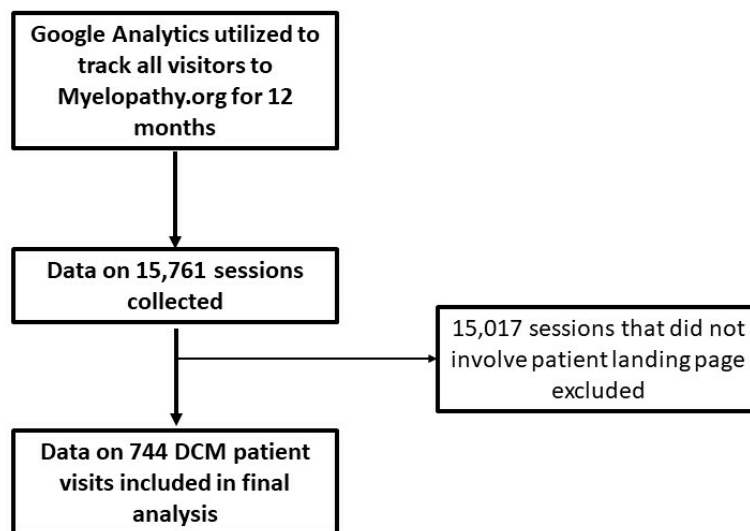 Google Analytics utilized to
track all visitors to
Myelopathy.org for 12
months
Data on 15,761 sessions
collected
15,017 sessions that did not
involve patient landing page
excluded
Data on 744 DCM patient
visits included in final
analysis